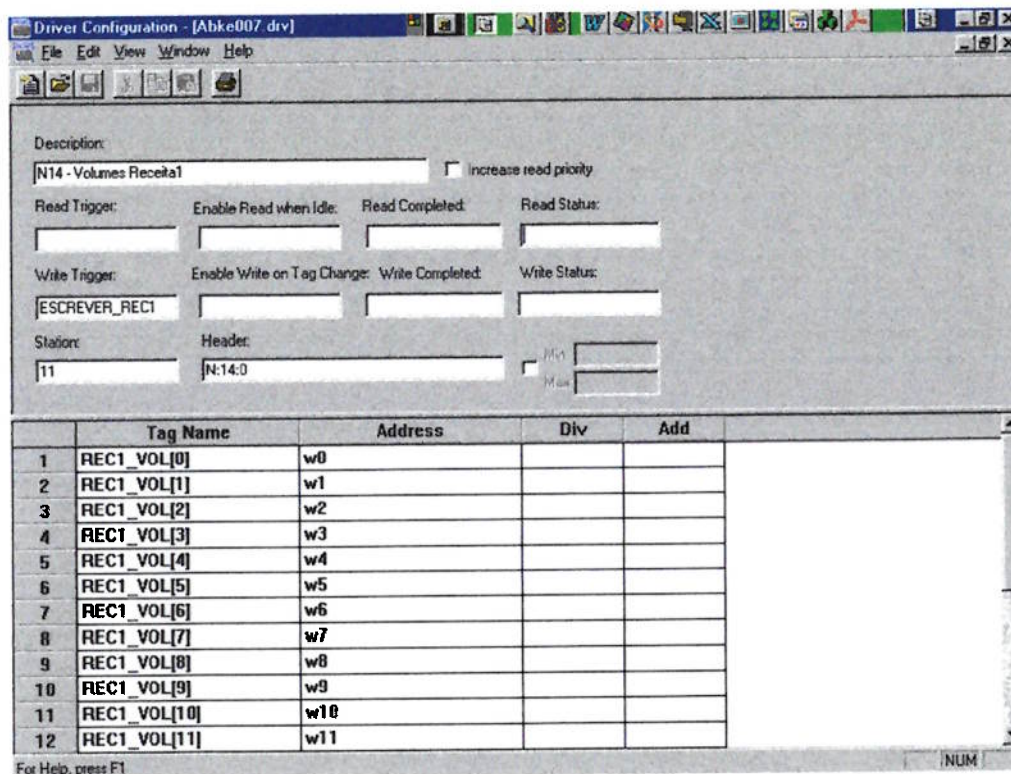 Driver Configuration - [Abke007.drv]
File Edit View Window Help
Description:
N14 - Volumes Receita1
Increase read priority
Read Trigger: Enable Read when Idle: Read Completed: Read Status:
Write Trigger: Enable Write on Tag Change: Write Completed: Write Status:
ESCREVER_REC1
Station: Header:
11 N:14:0
Min
Max
Tag Name Address Div Add
1 REC1_VOL[0] w0
2 REC1_VOL[1] w1
3 REC1_VOL[2] w2
4 REC1_VOL[3] w3
5 REC1_VOL[4] w4
6 REC1_VOL[5] w5
7 REC1_VOL[6] w6
8 REC1_VOL[7] w7
9 REC1_VOL[8] w8
10 REC1_VOL[9] w9
11 REC1_VOL[10] w10
12 REC1_VOL[11] w11
For Help, press F1 NUM